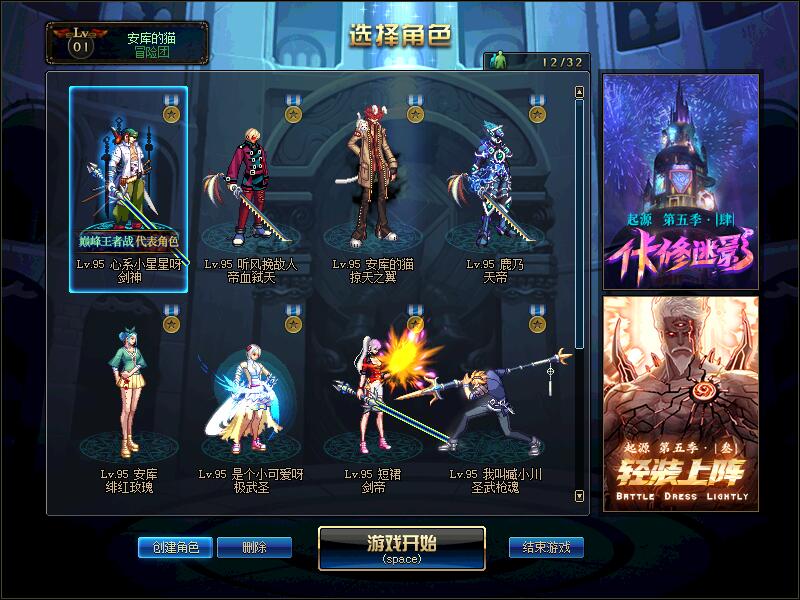 Lv.
01
安库的猫
冒险团
选择角色
12/32
巅峰王者战 代表角色
Lv.95 心系小星星呀
剑神
Lv.95 听风挽故人
帝血弑天
Lv.95 安库的猫
掠天之翼
Lv.95 鹿乃
天帝
Lv.95 安库
绯红玫瑰
Lv.95 是个小可爱呀
极武圣
Lv.95 短裙
剑帝
Lv.95 我叫臧小川
圣武枪魂
起源 第五季·|肆|
休修谜影
起源 第五季·|叁|
轻装上阵
BATTLE DRESS LIGHTLY
创建角色
删除
游戏开始
(space)
结束游戏